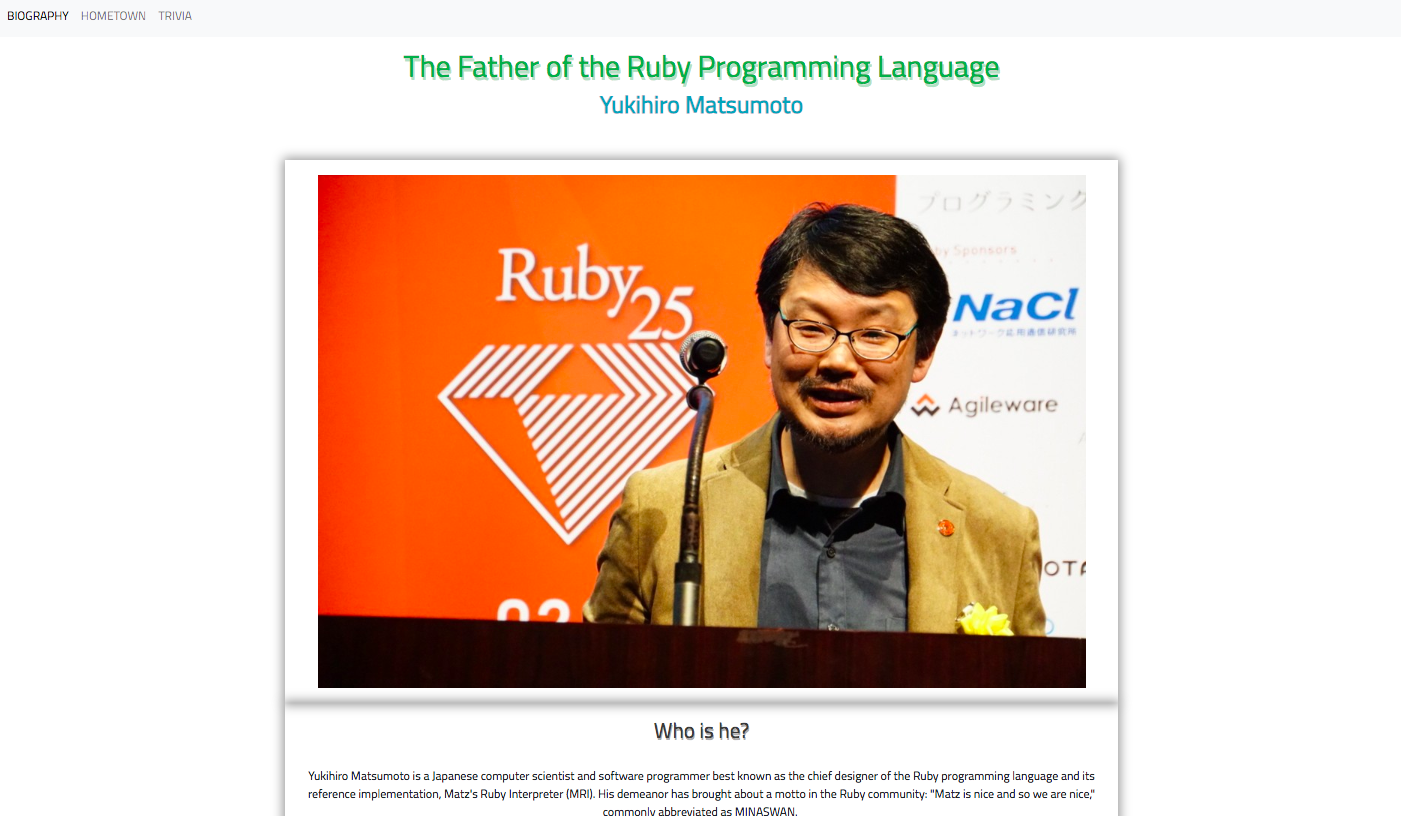 BIOGRAPHY HOMETOWN TRIVIA
The Father of the Ruby Programming Language
Yukihiro Matsumoto
プログラミング
Sponsors
Ruby
25
NaCl
ネットワーク応用通信研究所
Agileware
Who is he?
Yukihiro Matsumoto is a Japanese computer scientist and software programmer best known as the chief designer of the Ruby programming language and its
reference implementation, Matz's Ruby Interpreter (MRI). His demeanor has brought about a motto in the Ruby community: "Matz is nice and so we are nice,"
commonly abbreviated as MINASWAN.